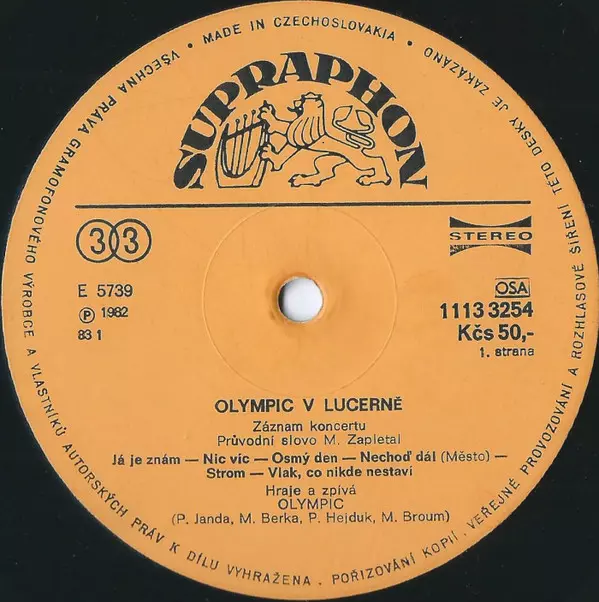 VŠECHNA PRÁVA GRAMOFONOVÉHO VÝROBCE A VLASTNÍKŮ AUTORSKÝCH PRÁV K DÍLU VYHRAŽENA . POŘIZOVÁNÍ KOPIÍ . VEŘEJNÉ PROVOZOVÁNÍ A ROZHLASOVÉ ŠÍŘENÍ TÉTO DESKY JE ZAKÁZÁNO • MADE IN CZECHOSLOVAKIA •
SUPRAPHON
33
STEREO
E 5739
℗ 1982
83 1
OSA
1113 3254
Kčs 50,-
1. strana
OLYMPIC V LUCERNĚ
Záznam koncertu
Průvodní slovo M. Zapletal
Já je znám — Nic víc — Osmý den — Nechoď dál (Město) —
Strom — Vlak, co nikde nestaví
Hraje a zpívá
OLYMPIC
(P. Janda, M. Berka, P. Hejduk, M. Broum)